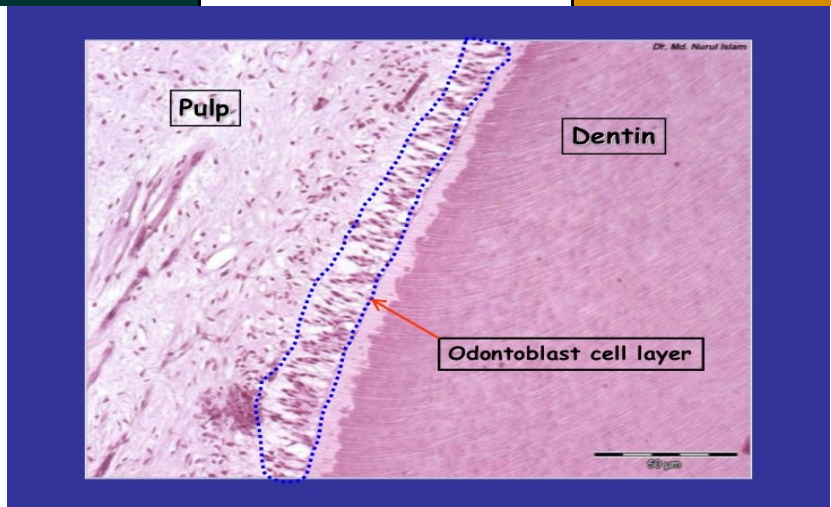 Dr. Md. Nurul Islam
Pulp
Dentin
Odontoblast cell layer
50 µm